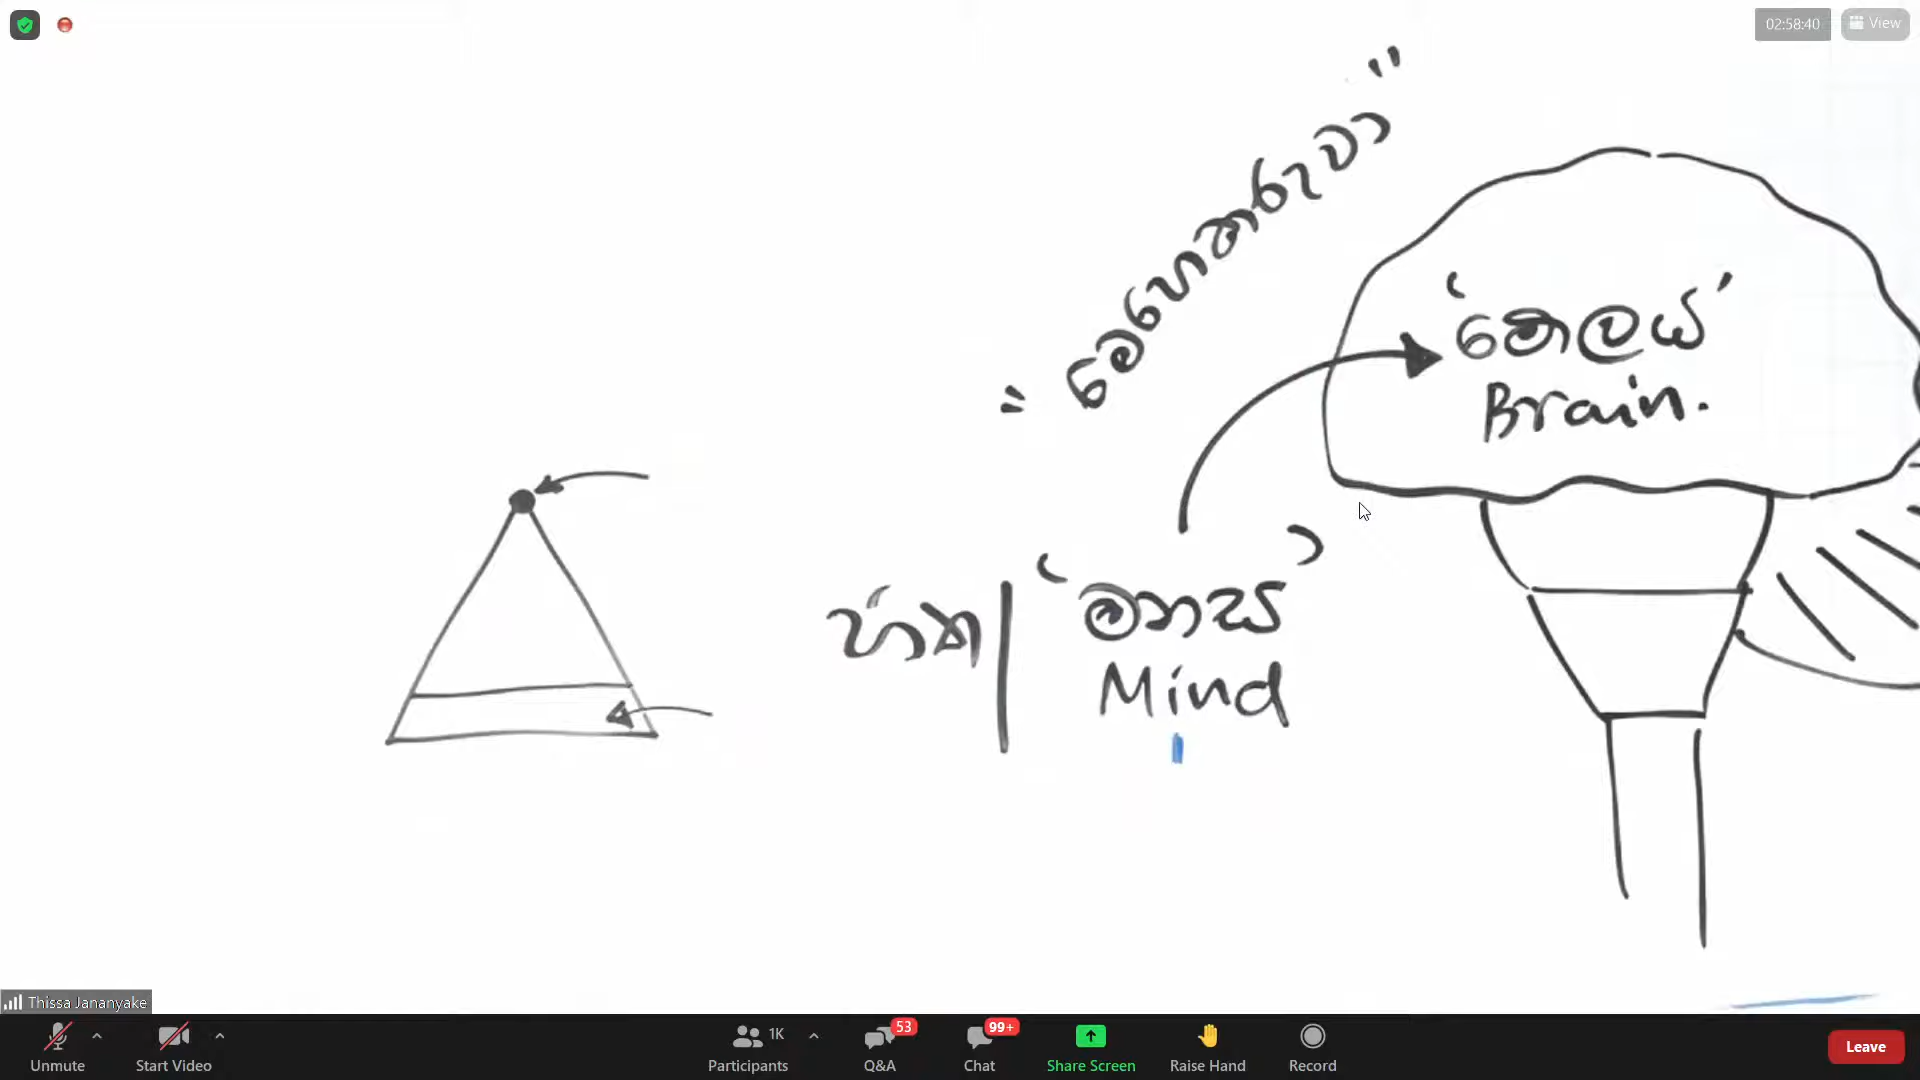 02:58:40
View
"මෙහෙකරුවා"
'මොළය'
Brain.
හිත
'මනස'
Mind
Thissa Jananyake
Unmute
Start Video
Participants
1K
Q&A
53
Chat
99+
Share Screen
Raise Hand
Record
Leave